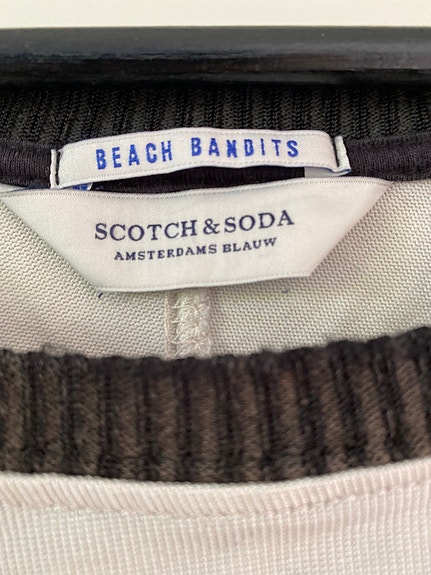 BEACH BANDITS
SCOTCH & SODA
AMSTERDAMS BLAUW